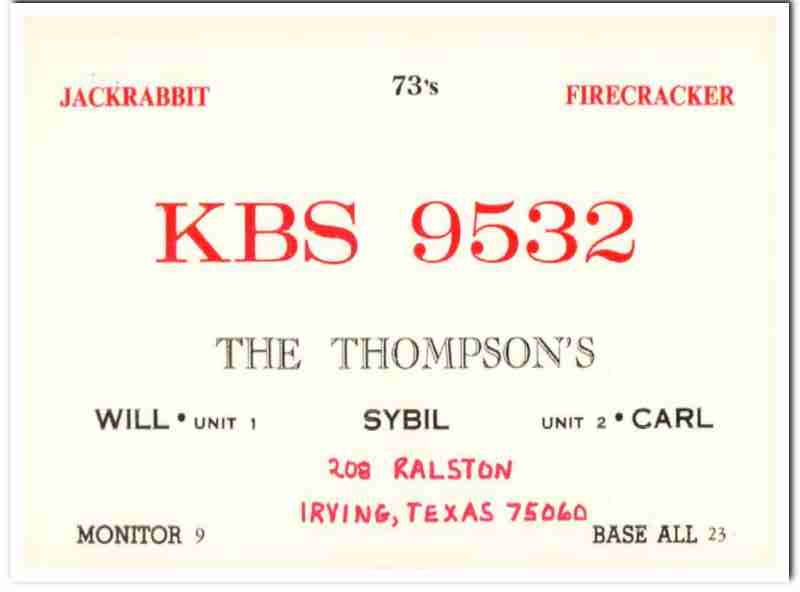 JACKRABBIT 73's FIRECRACKER
KBS 9532
THE THOMPSON'S
WILL • UNIT 1 SYBIL UNIT 2 • CARL
208 RALSTON
IRVING, TEXAS 75060
MONITOR 9 BASE ALL 23